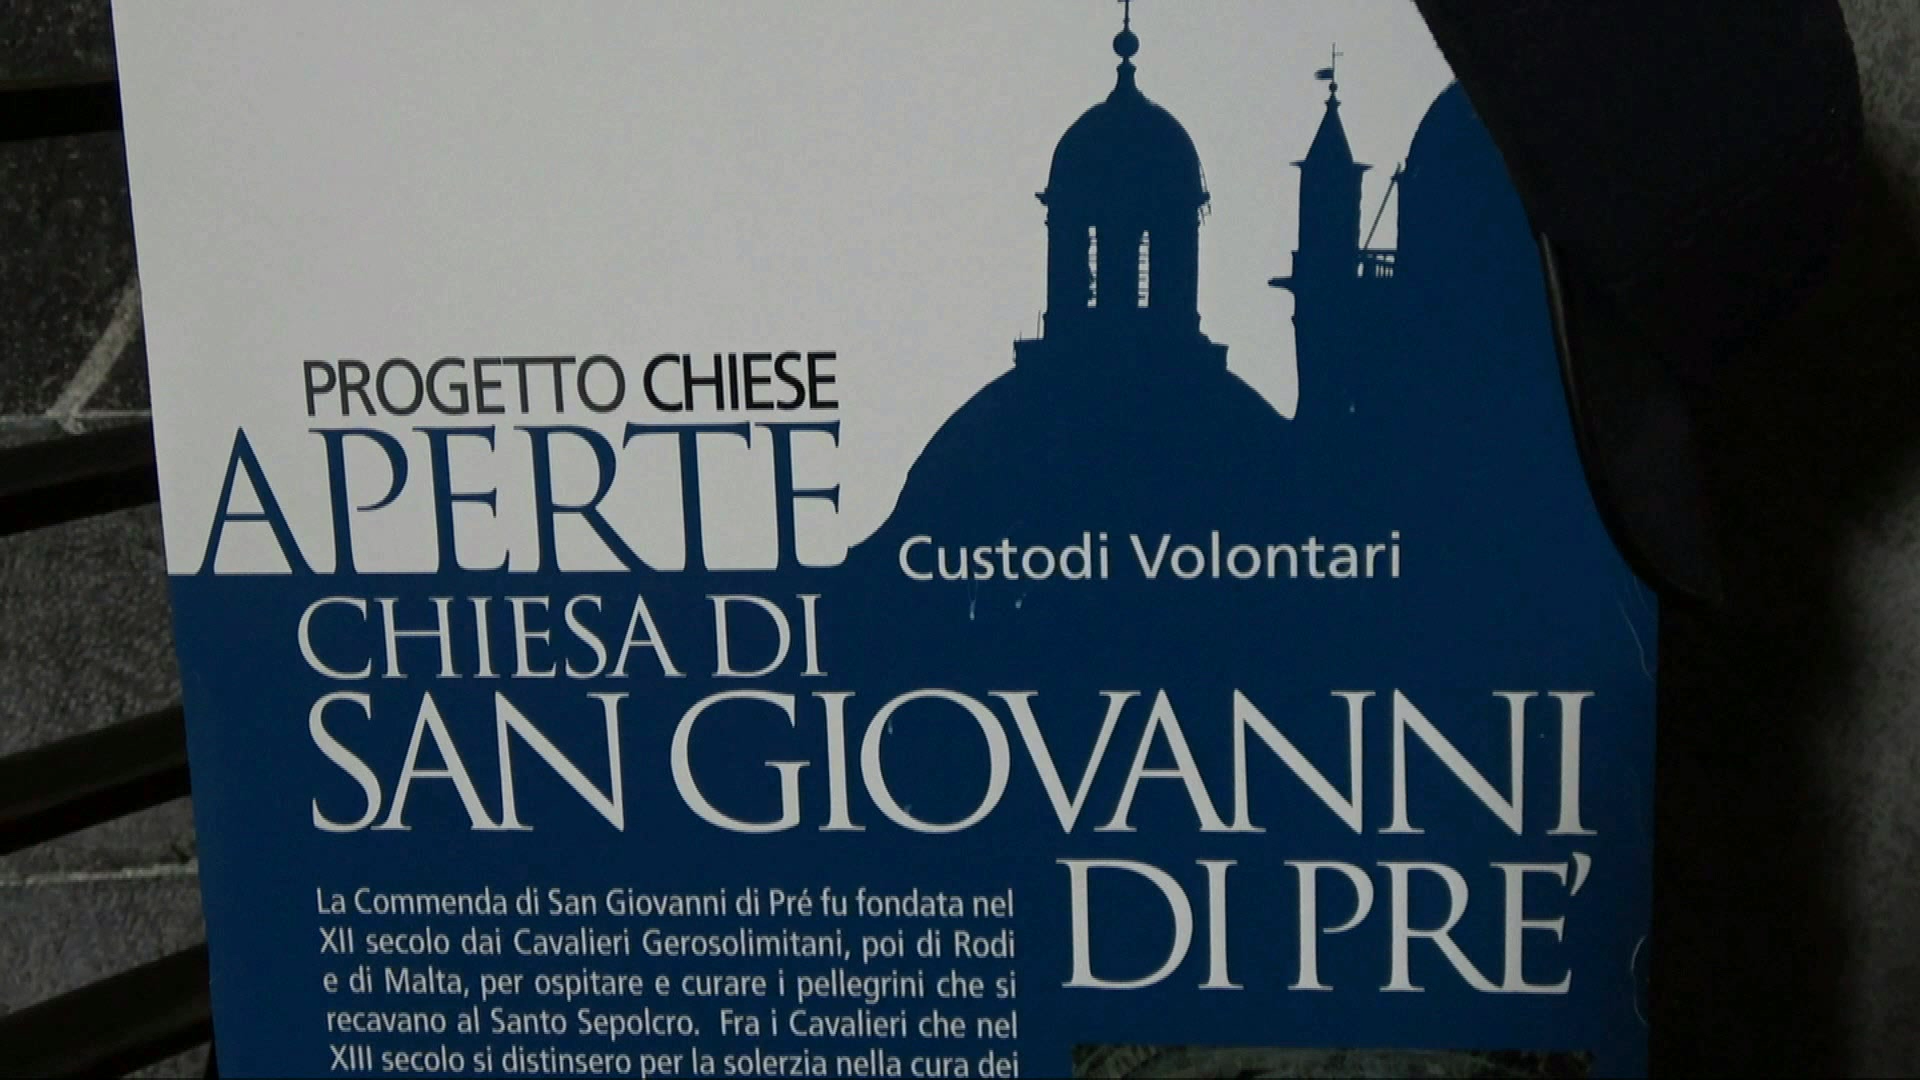 PROGETTO CHIESE
APERTE
Custodi Volontari
CHIESA DI
SAN GIOVANNI
DI PRE'
La Commenda di San Giovanni di Pré fu fondata nel
XII secolo dai Cavalieri Gerosolimitani, poi di Rodi
e di Malta, per ospitare e curare i pellegrini che si
recavano al Santo Sepolcro. Fra i Cavalieri che nel
XIII secolo si distinsero per la solerzia nella cura dei